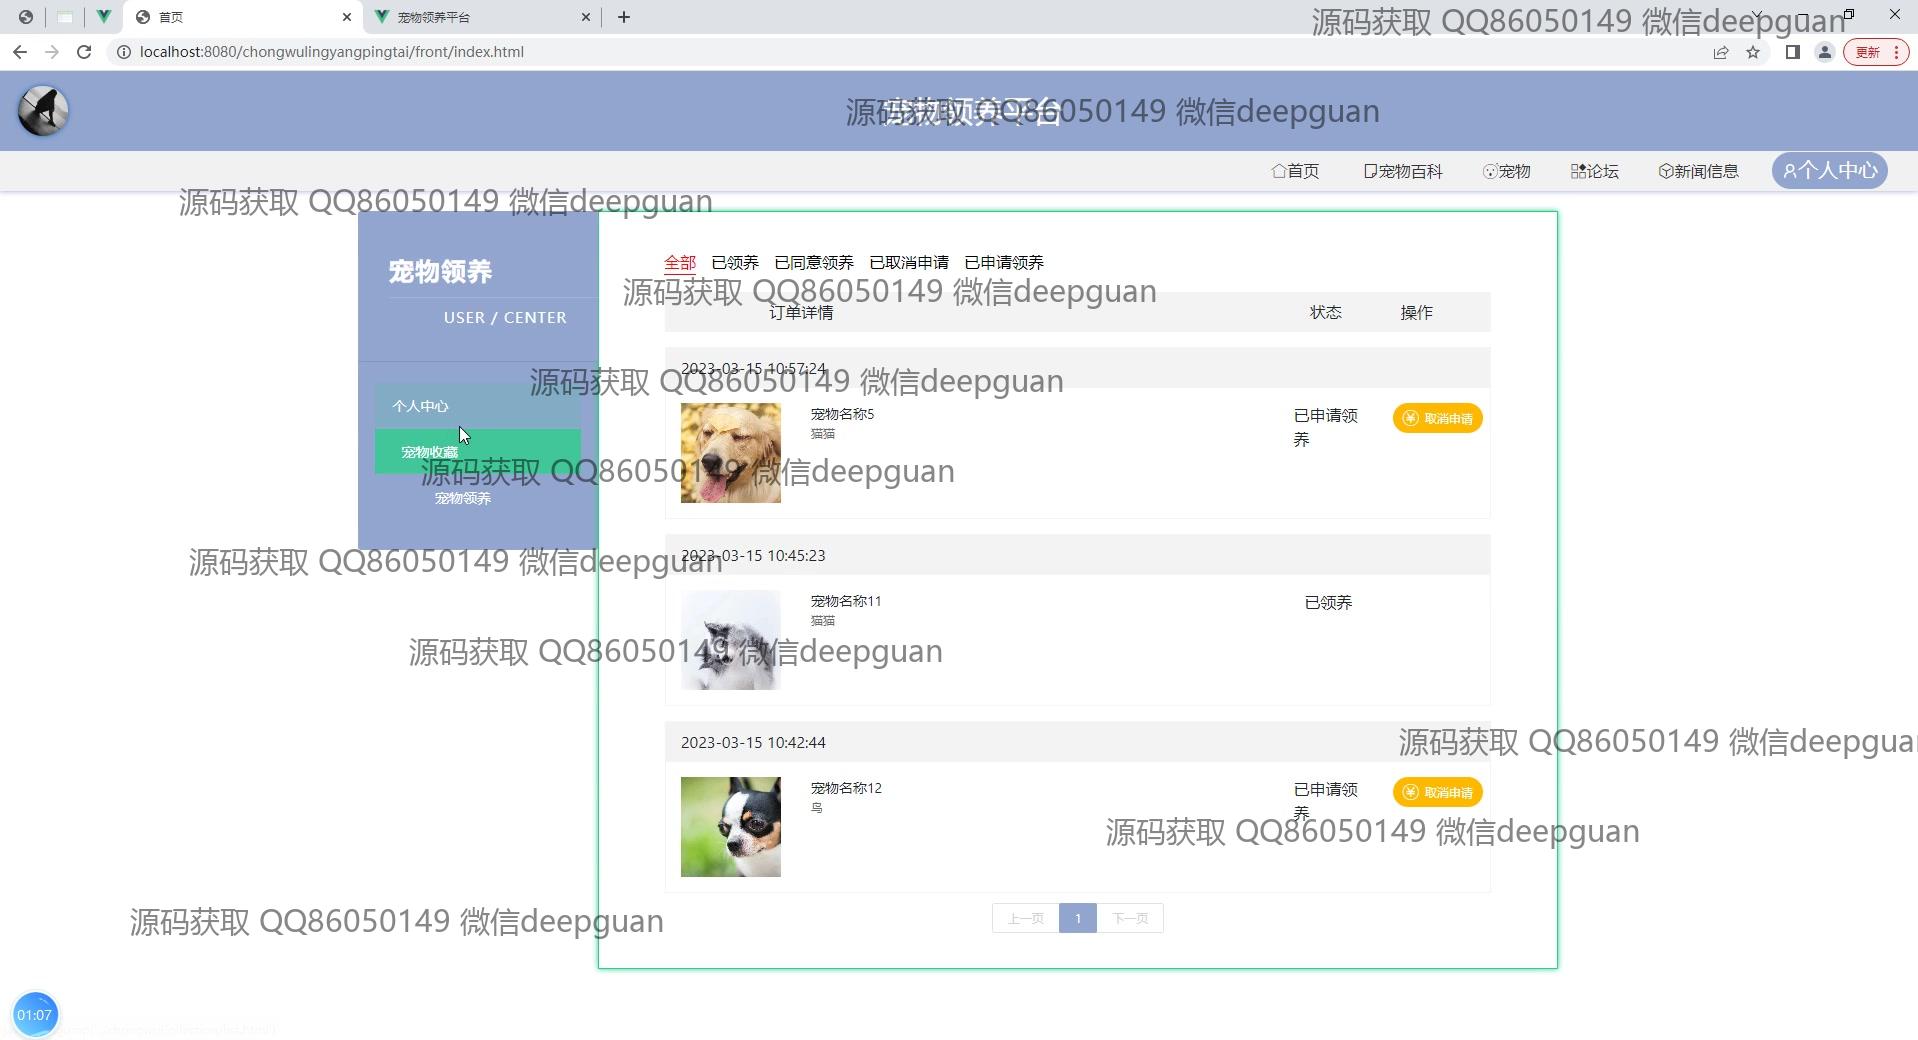 首页
宠物领养平台
源码获取 QQ86050149 微信deepguan
localhost:8080/chongwulingyangpingtai/front/index.html
更新
宠物领养平台
源码获取 QQ86050149 微信deepguan
首页
宠物百科
宠物
论坛
新闻信息
个人中心
源码获取 QQ86050149 微信deepguan
宠物领养
USER / CENTER
个人中心
宠物收藏
宠物领养
全部 已领养 已同意领养 已取消申请 已申请领养
源码获取 QQ86050149 微信deepguan
订单详情 状态 操作
2023-03-15 10:57:24
源码获取 QQ86050149 微信deepguan
宠物名称5
猫猫
已申请领
养
取消申请
源码获取 QQ86050149 微信deepguan
2023-03-15 10:45:23
源码获取 QQ86050149 微信deepguan
宠物名称11
猫猫
已领养
源码获取 QQ86050149 微信deepguan
2023-03-15 10:42:44
源码获取 QQ86050149 微信deepguan
宠物名称12
鸟
已申请领
养
取消申请
源码获取 QQ86050149 微信deepguan
上一页 1 下一页
源码获取 QQ86050149 微信deepguan
01:07